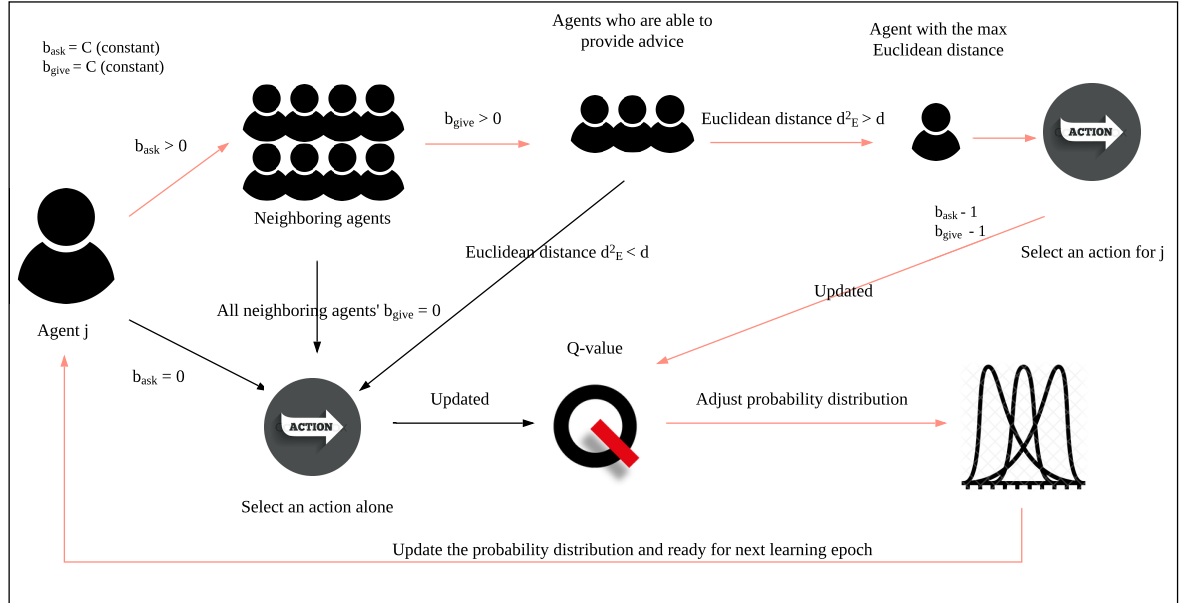 b_ask = C (constant)
b_give = C (constant)
Agents who are able to
provide advice
Agent with the max
Euclidean distance
b_ask > 0
b_give > 0
Euclidean distance d²_E > d
ACTION
Neighboring agents
b_ask - 1
b_give - 1
Select an action for j
Euclidean distance d²_E < d
Updated
All neighboring agents' b_give = 0
Agent j
Q-value
b_ask = 0
ACTION
Updated
Adjust probability distribution
Select an action alone
Update the probability distribution and ready for next learning epoch